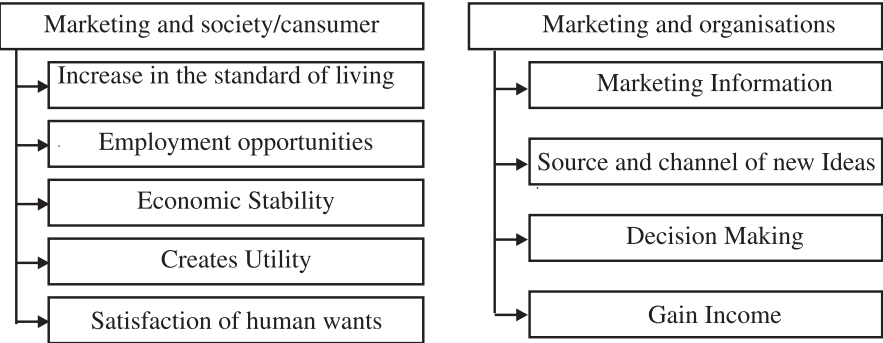 Marketing and society/cansumer
Increase in the standard of living
Employment opportunities
Economic Stability
Creates Utility
Satisfaction of human wants
Marketing and organisations
Marketing Information
Source and channel of new Ideas
Decision Making
Gain Income